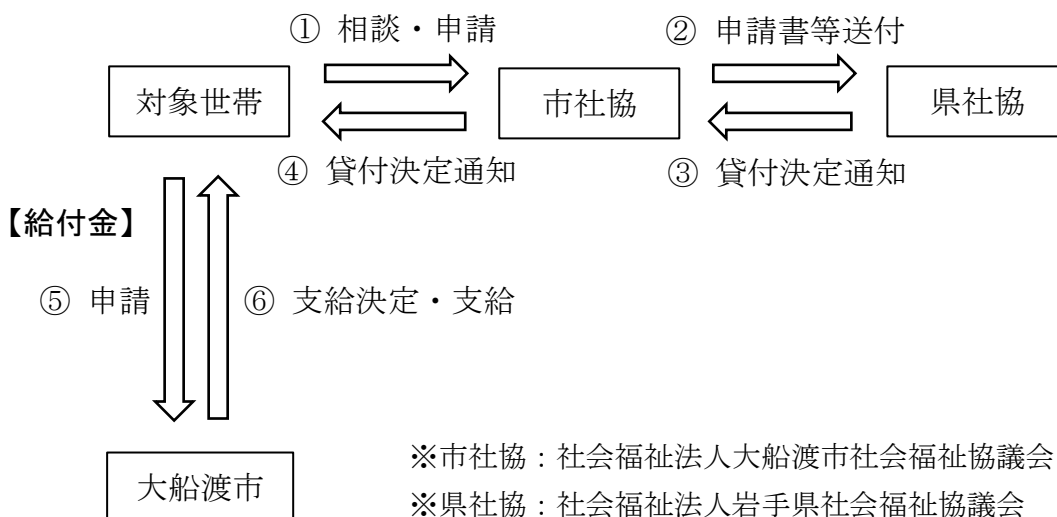 ① 相談・申請
② 申請書等送付
対象世帯
市社協
県社協
④ 貸付決定通知
③ 貸付決定通知
【給付金】
⑤ 申請
⑥ 支給決定・支給
大船渡市
※市社協：社会福祉法人大船渡市社会福祉協議会
※県社協：社会福祉法人岩手県社会福祉協議会